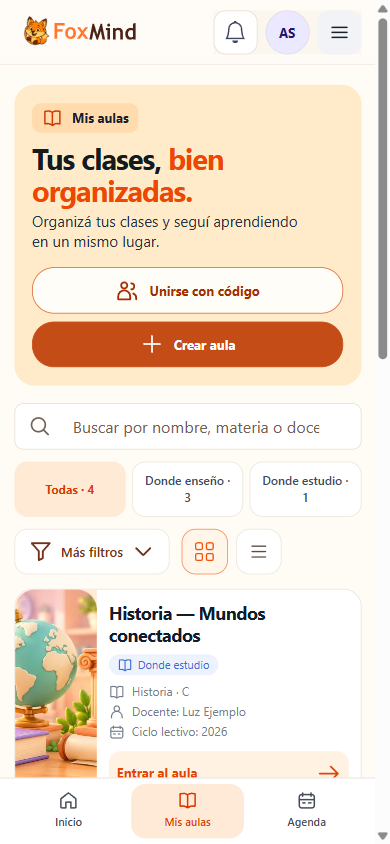 FoxMind
AS
Mis aulas
Tus clases, bien
organizadas.
Organizá tus clases y seguí aprendiendo
en un mismo lugar.
Unirse con código
Crear aula
Buscar por nombre, materia o doce
Todas · 4
Donde enseño ·
3
Donde estudio ·
1
Más filtros
Historia — Mundos
conectados
Donde estudio
Historia · C
Docente: Luz Ejemplo
Ciclo lectivo: 2026
Entrar al aula
Inicio
Mis aulas
Agenda